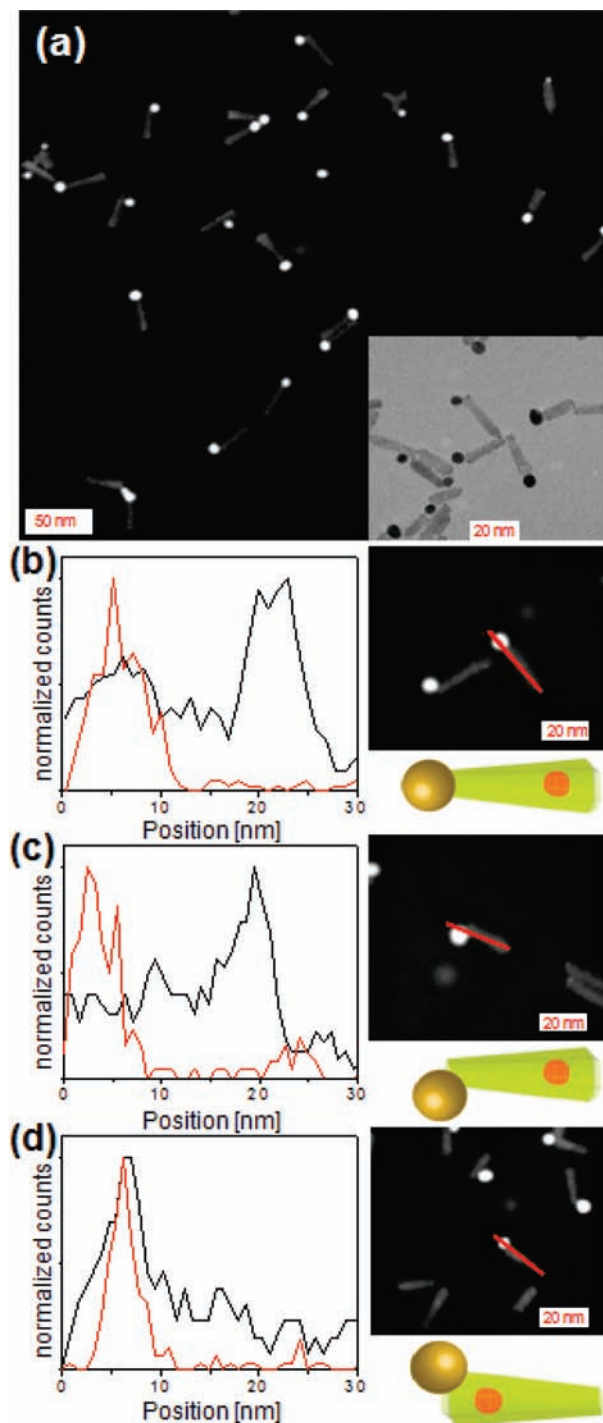 (a)
50 nm
20 nm
(b)
normalized counts
0 10 20 30
Position [nm]
20 nm
(c)
normalized counts
0 10 20 30
Position [nm]
20 nm
(d)
normalized counts
0 10 20 30
Position [nm]
20 nm